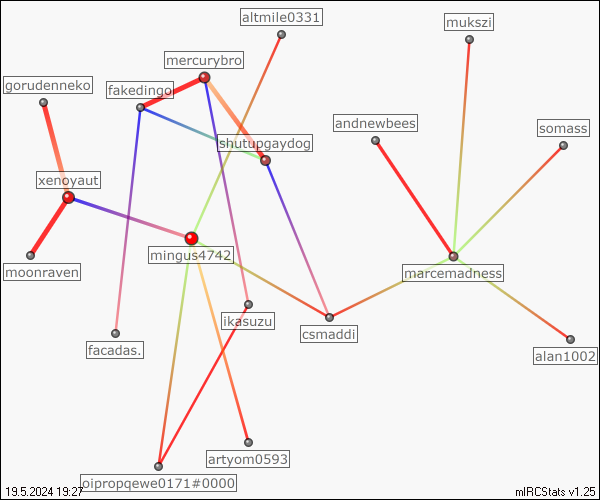 altmile0331
mukszi
mercurybro
gorudenneko
fakedingo
andnewbees
somass
shutupgaydog
xenoyaut
mingus4742
moonraven
marcemadness
ikasuzu
csmaddi
facadas.
alan1002
artyom0593
oipropqewe0171#0000
19.5.2024 19:27
mIRCStats v1.25